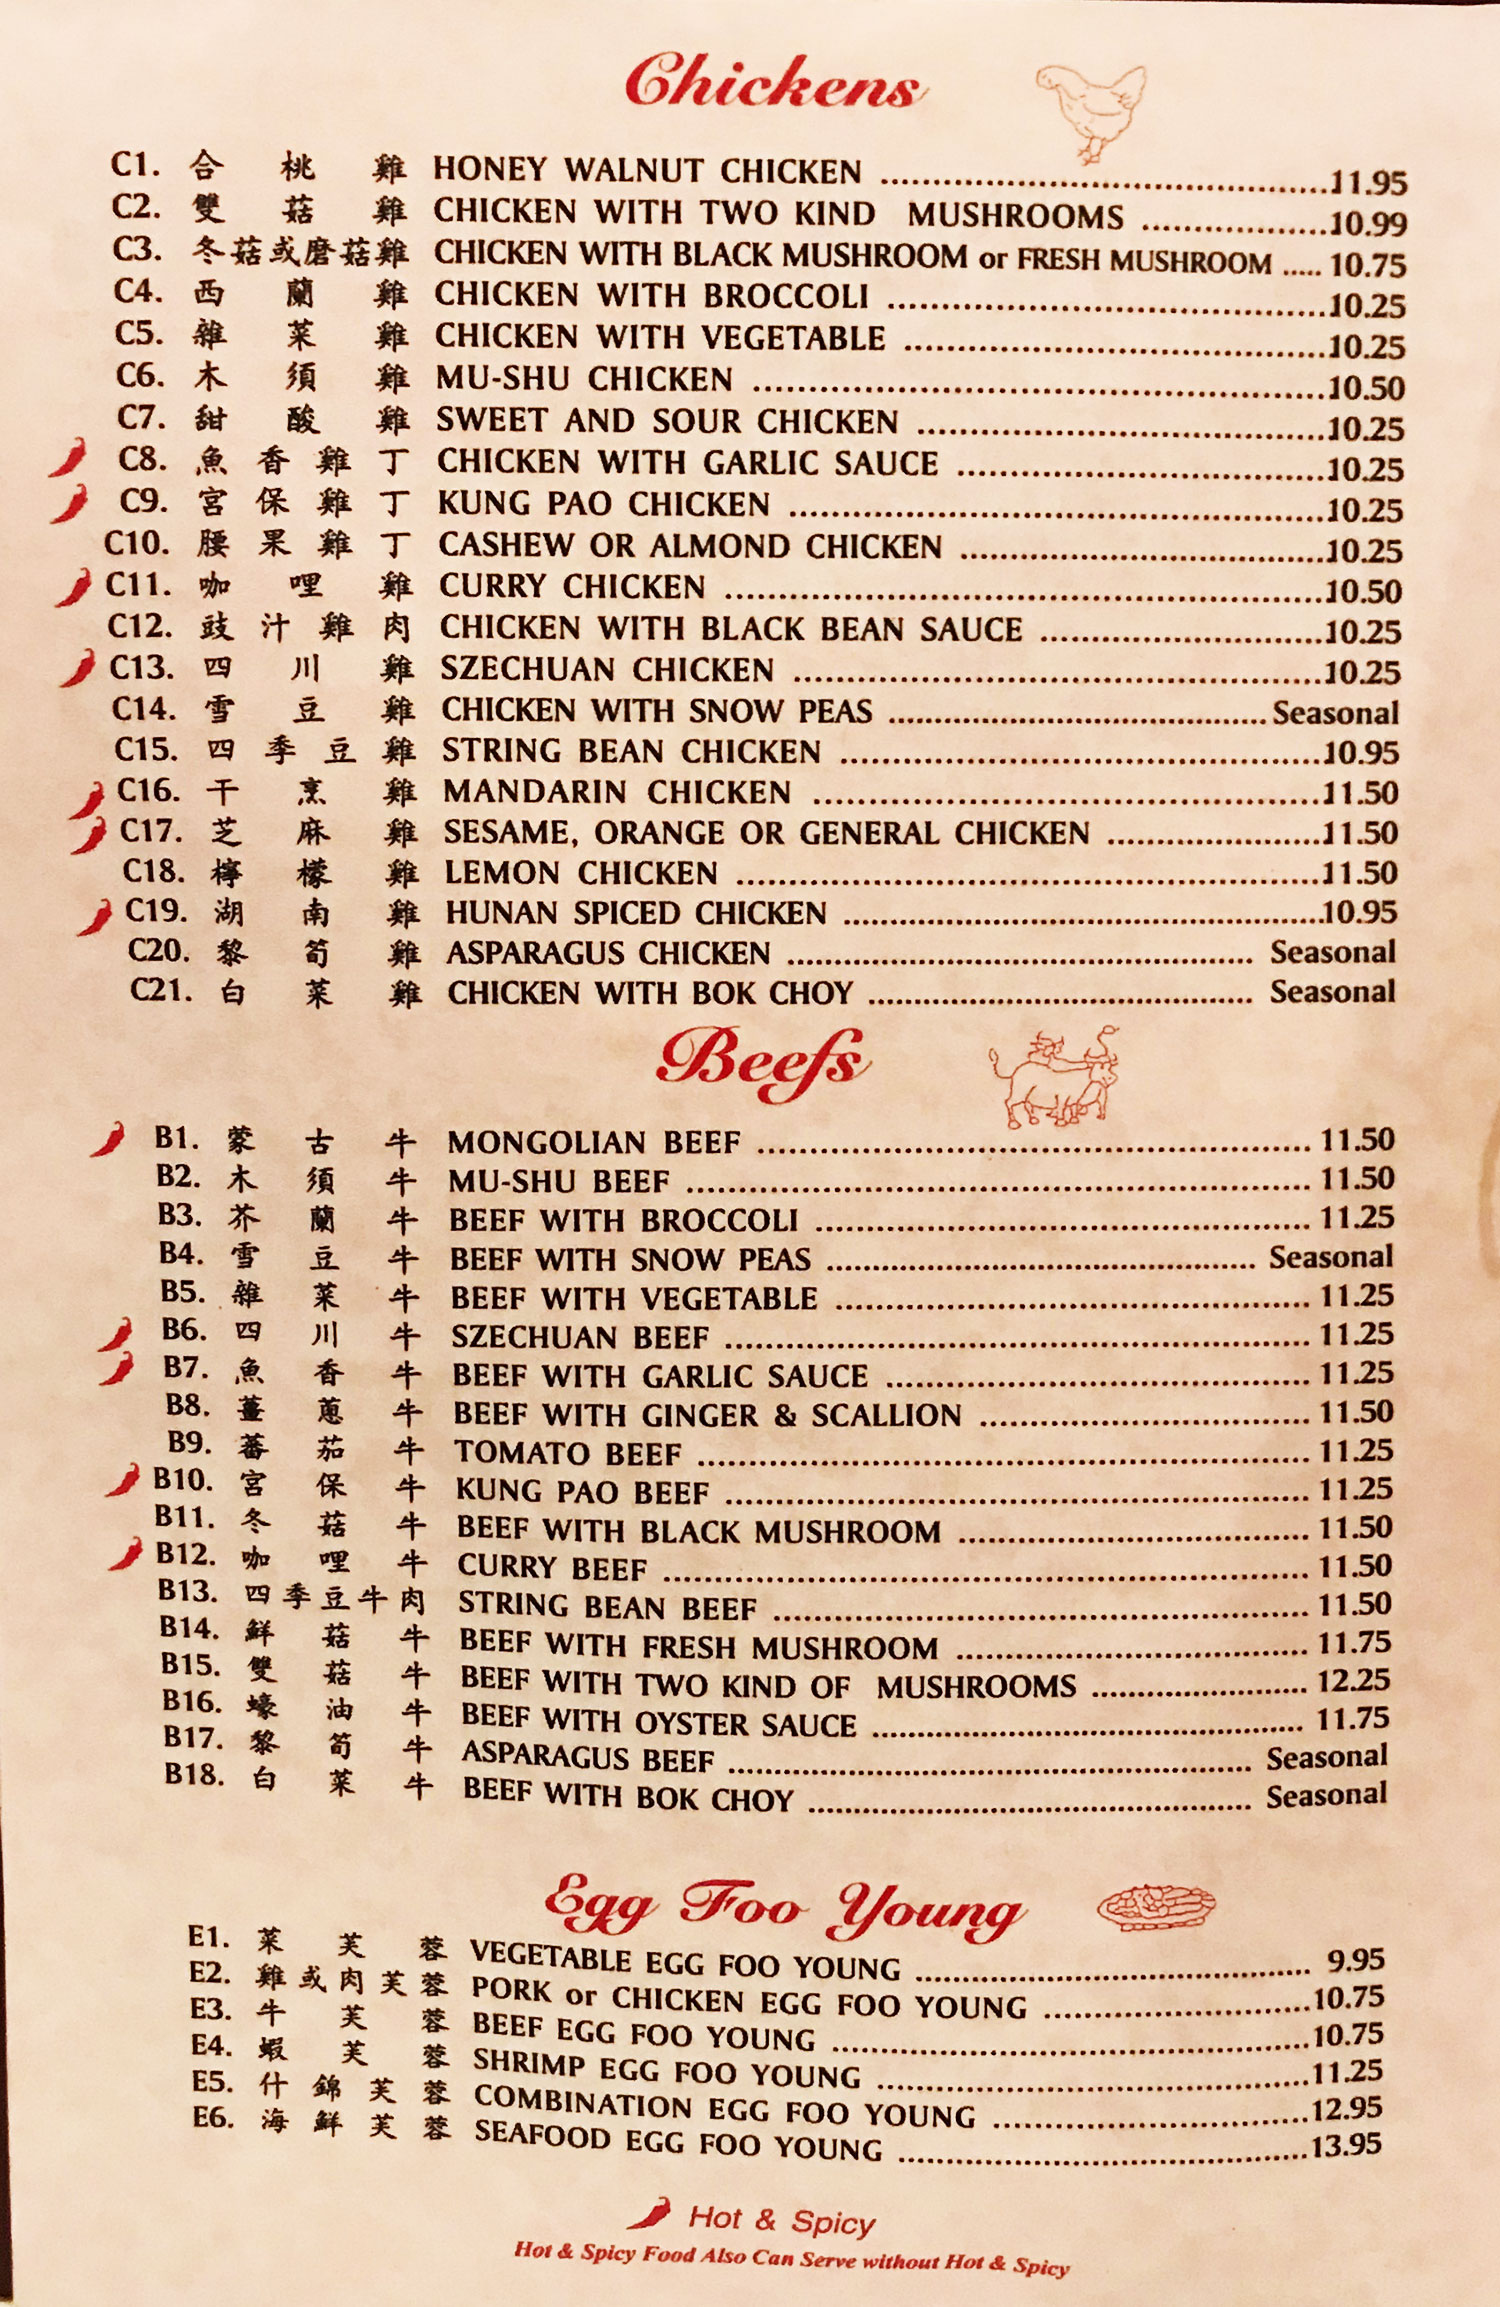 Chickens
C1. 合桃雞 HONEY WALNUT CHICKEN 11.95
C2. 雙菇雞 CHICKEN WITH TWO KIND MUSHROOMS 10.99
C3. 冬菇或磨菇雞 CHICKEN WITH BLACK MUSHROOM or FRESH MUSHROOM 10.75
C4. 西蘭雞 CHICKEN WITH BROCCOLI 10.25
C5. 雜菜雞 CHICKEN WITH VEGETABLE 10.25
C6. 木須雞 MU-SHU CHICKEN 10.50
C7. 甜酸雞 SWEET AND SOUR CHICKEN 10.25
C8. 魚香雞丁 CHICKEN WITH GARLIC SAUCE 10.25
C9. 宮保雞丁 KUNG PAO CHICKEN 10.25
C10. 腰果雞丁 CASHEW OR ALMOND CHICKEN 10.25
C11. 咖哩雞 CURRY CHICKEN 10.50
C12. 豉汁雞肉 CHICKEN WITH BLACK BEAN SAUCE 10.25
C13. 四川雞 SZECHUAN CHICKEN 10.25
C14. 雪豆雞 CHICKEN WITH SNOW PEAS Seasonal
C15. 四季豆雞 STRING BEAN CHICKEN 10.95
C16. 干烹雞 MANDARIN CHICKEN 11.50
C17. 芝麻雞 SESAME, ORANGE OR GENERAL CHICKEN 11.50
C18. 檸檬雞 LEMON CHICKEN 11.50
C19. 湖南雞 HUNAN SPICED CHICKEN 10.95
C20. 黎筍雞 ASPARAGUS CHICKEN Seasonal
C21. 白菜雞 CHICKEN WITH BOK CHOY Seasonal
Beefs
B1. 蒙古牛 MONGOLIAN BEEF 11.50
B2. 木須牛 MU-SHU BEEF 11.50
B3. 芥蘭牛 BEEF WITH BROCCOLI 11.25
B4. 雪豆牛 BEEF WITH SNOW PEAS Seasonal
B5. 雜菜牛 BEEF WITH VEGETABLE 11.25
B6. 四川牛 SZECHUAN BEEF 11.25
B7. 魚香牛 BEEF WITH GARLIC SAUCE 11.25
B8. 薑蔥牛 BEEF WITH GINGER & SCALLION 11.50
B9. 蕃茄牛 TOMATO BEEF 11.25
B10. 宮保牛 KUNG PAO BEEF 11.25
B11. 冬菇牛 BEEF WITH BLACK MUSHROOM 11.50
B12. 咖哩牛 CURRY BEEF 11.50
B13. 四季豆牛肉 STRING BEAN BEEF 11.50
B14. 鮮菇牛 BEEF WITH FRESH MUSHROOM 11.75
B15. 雙菇牛 BEEF WITH TWO KIND OF MUSHROOMS 12.25
B16. 蠔油牛 BEEF WITH OYSTER SAUCE 11.75
B17. 黎筍牛 ASPARAGUS BEEF Seasonal
B18. 白菜牛 BEEF WITH BOK CHOY Seasonal
Egg Foo Young
E1. 菜芙蓉 VEGETABLE EGG FOO YOUNG 9.95
E2. 雞或肉芙蓉 PORK or CHICKEN EGG FOO YOUNG 10.75
E3. 牛芙蓉 BEEF EGG FOO YOUNG 10.75
E4. 蝦芙蓉 SHRIMP EGG FOO YOUNG 11.25
E5. 什錦芙蓉 COMBINATION EGG FOO YOUNG 12.95
E6. 海鮮芙蓉 SEAFOOD EGG FOO YOUNG 13.95
Hot & Spicy
Hot & Spicy Food Also Can Serve without Hot & Spicy